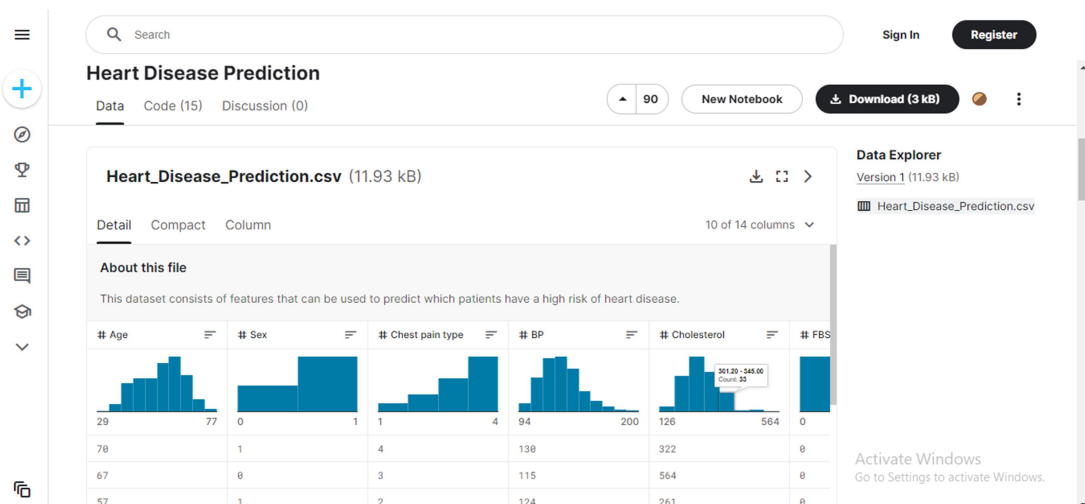 Search
Sign In
Register
Heart Disease Prediction
Data
Code (15)
Discussion (0)
90
New Notebook
Download (3 kB)
Heart_Disease_Prediction.csv (11.93 kB)
Data Explorer
Version 1 (11.93 kB)
Heart_Disease_Prediction.csv
Detail
Compact
Column
10 of 14 columns
About this file
This dataset consists of features that can be used to predict which patients have a high risk of heart disease.
# Age
# Sex
# Chest pain type
# BP
# Cholesterol
# FBS
301.20 - 345.00
Count: 33
29 77
0 1
1 4
94 200
126 564
0
70 1 4 130 322 0
67 0 3 115 564 0
57 1 2 124 261 0
Activate Windows
Go to Settings to activate Windows.